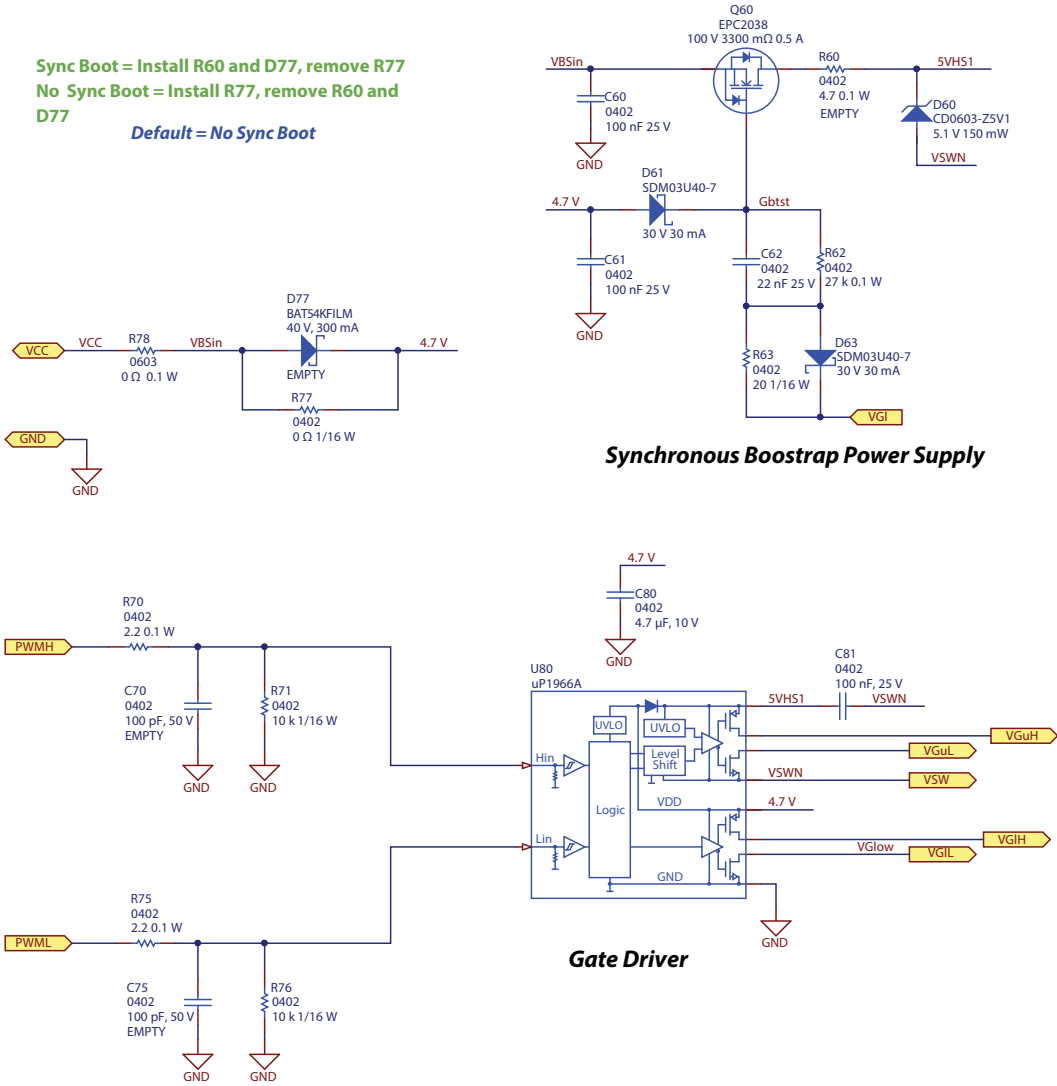 Sync Boot = Install R60 and D77, remove R77
No Sync Boot = Install R77, remove R60 and
D77
Default = No Sync Boot
Q60
EPC2038
100 V 3300 mΩ 0.5 A
VBSin
C60
0402
100 nF 25 V
GND
R60
0402
4.7 0.1 W
EMPTY
5VHS1
D60
CD0603-Z5V1
5.1 V 150 mW
VSWN
D61
SDM03U40-7
30 V 30 mA
4.7 V
Gbtst
C61
0402
100 nF 25 V
GND
C62
0402
22 nF 25 V
R62
0402
27 k 0.1 W
R63
0402
20 1/16 W
D63
SDM03U40-7
30 V 30 mA
VGl
Synchronous Boostrap Power Supply
VCC
VCC
R78
0603
0 Ω 0.1 W
VBSin
D77
BAT54KFILM
40 V, 300 mA
EMPTY
4.7 V
R77
0402
0 Ω 1/16 W
GND
GND
4.7 V
C80
0402
4.7 µF, 10 V
GND
PWMH
R70
0402
2.2 0.1 W
C70
0402
100 pF, 50 V
EMPTY
GND
R71
0402
10 k 1/16 W
GND
U80
uP1966A
UVLO
UVLO
Level
Shift
Hin
Logic
VDD
Lin
GND
5VHS1
C81
0402
100 nF, 25 V
VSWN
VGuH
VGuL
VSWN
VSW
4.7 V
VGlH
VGlow
VGlL
GND
Gate Driver
PWML
R75
0402
2.2 0.1 W
C75
0402
100 pF, 50 V
EMPTY
GND
R76
0402
10 k 1/16 W
GND